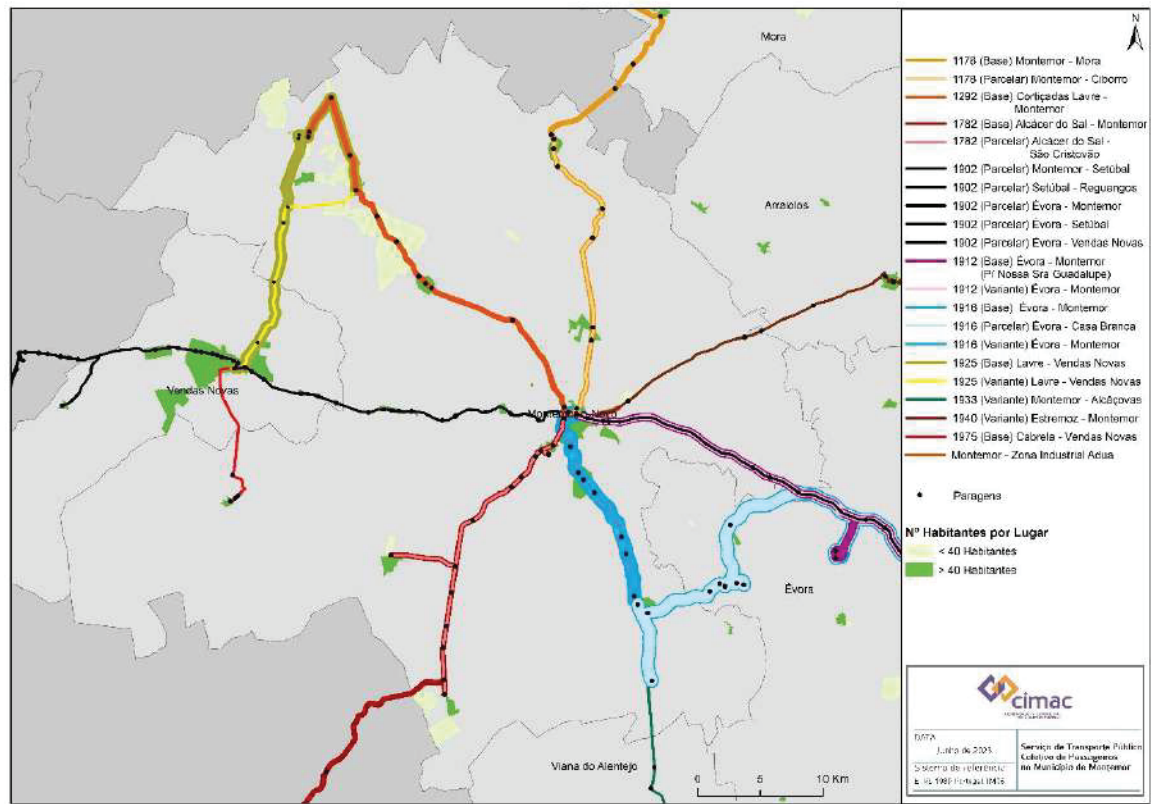 Mora
Arraiolos
Vendas Novas
Évora
Viana do Alentejo
0 5 10 Km
N
1178 (Base) Montemor - Mora
1178 (Parcelar) Montemor - Ciborro
1292 (Base) Cortiçadas Lavre -
Montemor
1782 (Base) Alcácer do Sal - Montemor
1782 (Parcelar) Alcácer do Sal -
São Cristovão
1902 (Parcelar) Montemor - Setúbal
1902 (Parcelar) Setúbal - Reguangos
1902 (Parcelar) Évora - Montemor
1902 (Parcelar) Évora - Setúbal
1902 (Parcelar) Évora - Vendas Novas
1912 (Base) Évora - Montemor
(P/ Nossa Sra Guadalupe)
1912 (Variante) Évora - Montemor
1916 (Base) Évora - Montemor
1916 (Parcelar) Évora - Casa Branca
1916 (Variante) Évora - Montemor
1925 (Base) Lavre - Vendas Novas
1925 (Variante) Lavre - Vendas Novas
1933 (Variante) Montemor - Alcáçovas
1940 (Variante) Estremoz - Montemor
1975 (Base) Cabrela - Vendas Novas
Montemor - Zona Industrial Adua
Paragens
Nº Habitantes por Lugar
< 40 Habitantes
> 40 Habitantes
cimac
DATA
Junho de 2023
Sistema de referência
Serviço de Transporte Público
Coletivo de Passageiros
no Município de Montemor